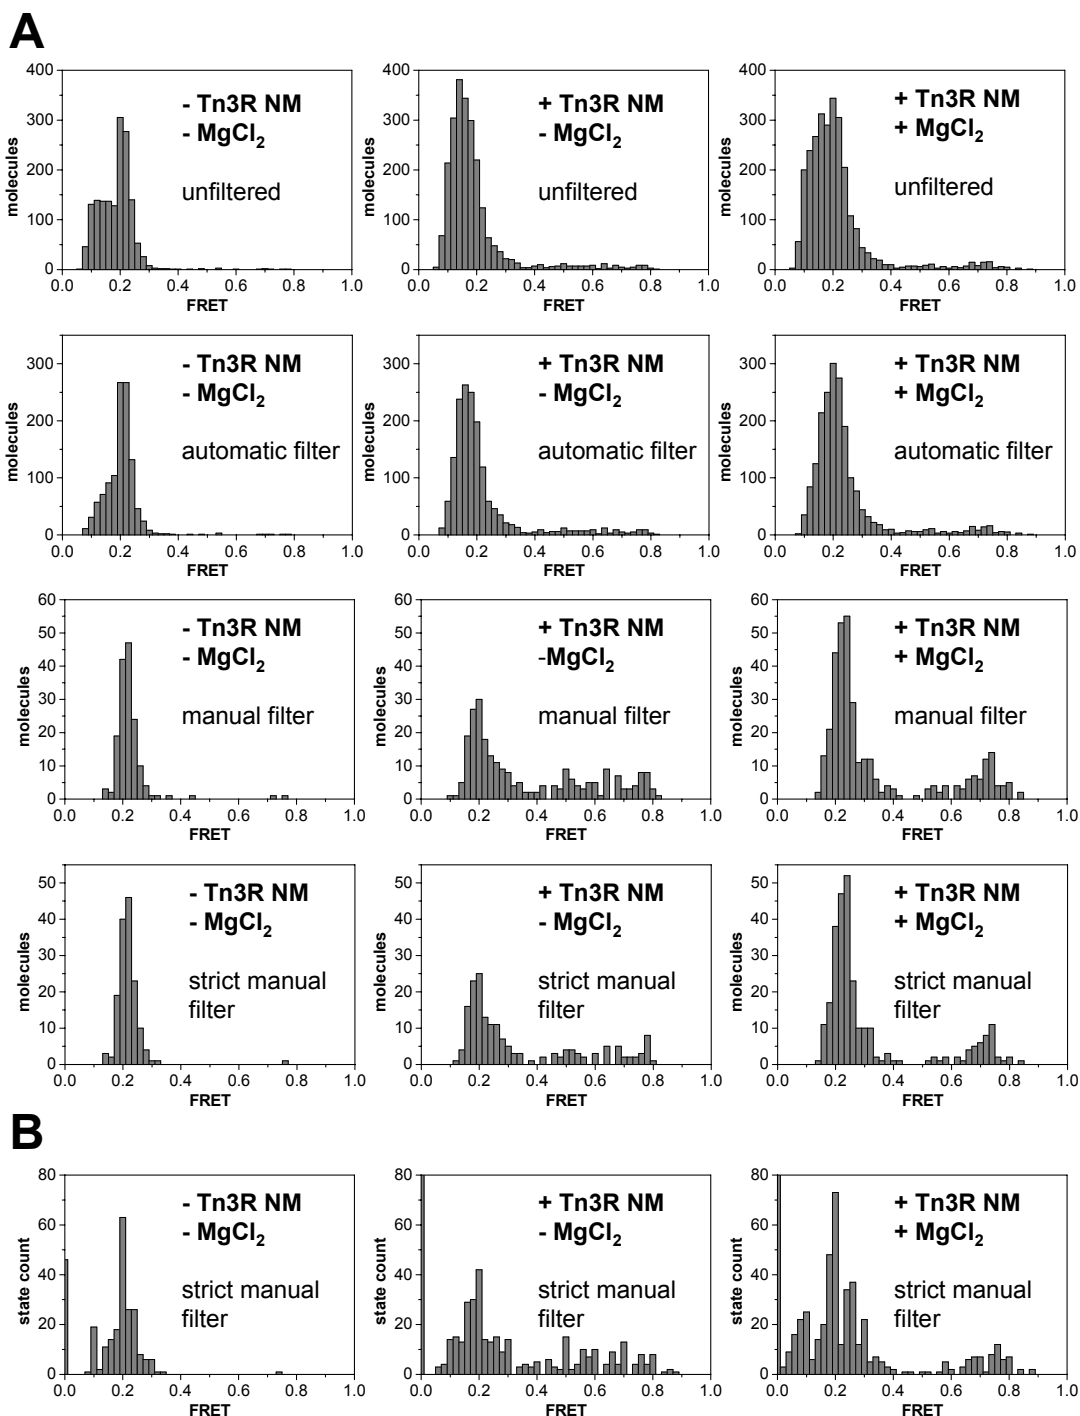 A
400
300
200
100
0
molecules
- Tn3R NM
- MgCl₂
unfiltered
0.0 0.2 0.4 0.6 0.8 1.0
FRET
400
300
200
100
0
molecules
+ Tn3R NM
- MgCl₂
unfiltered
0.0 0.2 0.4 0.6 0.8 1.0
FRET
400
300
200
100
0
molecules
+ Tn3R NM
+ MgCl₂
unfiltered
0.0 0.2 0.4 0.6 0.8 1.0
FRET
300
200
100
0
molecules
- Tn3R NM
- MgCl₂
automatic filter
0.0 0.2 0.4 0.6 0.8 1.0
FRET
300
200
100
0
molecules
+ Tn3R NM
- MgCl₂
automatic filter
0.0 0.2 0.4 0.6 0.8 1.0
FRET
300
200
100
0
molecules
+ Tn3R NM
+ MgCl₂
automatic filter
0.0 0.2 0.4 0.6 0.8 1.0
FRET
60
50
40
30
20
10
0
molecules
- Tn3R NM
- MgCl₂
manual filter
0.0 0.2 0.4 0.6 0.8 1.0
FRET
60
50
40
30
20
10
0
molecules
+ Tn3R NM
-MgCl₂
manual filter
0.0 0.2 0.4 0.6 0.8 1.0
FRET
60
50
40
30
20
10
0
molecules
+ Tn3R NM
+ MgCl₂
manual filter
0.0 0.2 0.4 0.6 0.8 1.0
FRET
50
40
30
20
10
0
molecules
- Tn3R NM
- MgCl₂
strict manual
filter
0.0 0.2 0.4 0.6 0.8 1.0
FRET
50
40
30
20
10
0
molecules
+ Tn3R NM
- MgCl₂
strict manual
filter
0.0 0.2 0.4 0.6 0.8 1.0
FRET
50
40
30
20
10
0
molecules
+ Tn3R NM
+ MgCl₂
strict manual
filter
0.0 0.2 0.4 0.6 0.8 1.0
FRET
B
80
60
40
20
0
state count
- Tn3R NM
- MgCl₂
strict manual
filter
0.0 0.2 0.4 0.6 0.8 1.0
FRET
80
60
40
20
0
state count
+ Tn3R NM
- MgCl₂
strict manual
filter
0.0 0.2 0.4 0.6 0.8 1.0
FRET
80
60
40
20
0
state count
+ Tn3R NM
+ MgCl₂
strict manual
filter
0.0 0.2 0.4 0.6 0.8 1.0
FRET